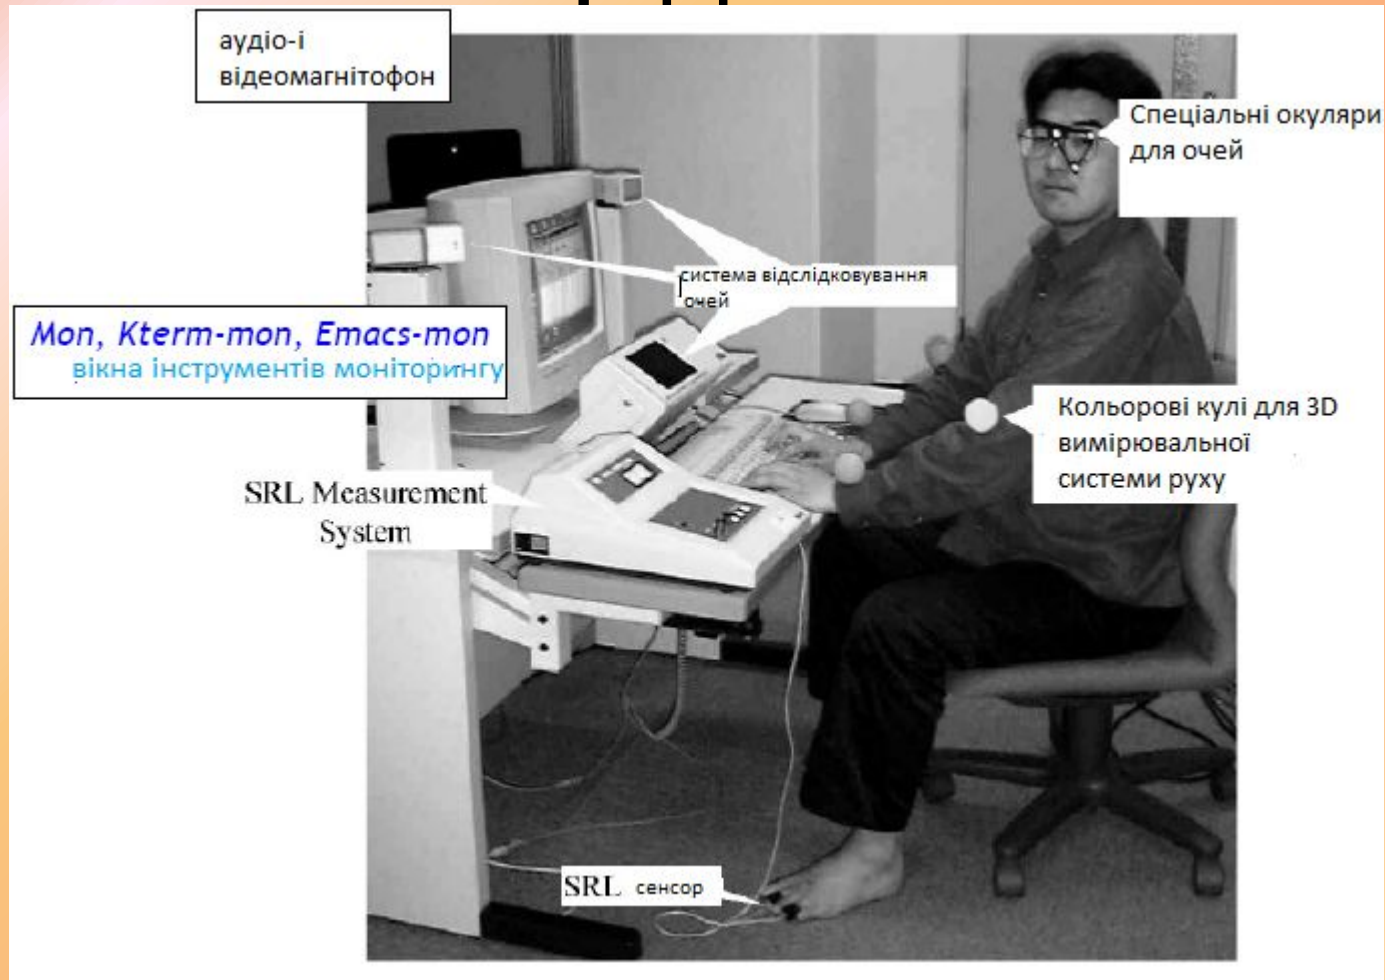 аудіо-і
відеомагнітофон
Спеціальні окуляри
для очей
система відслідковування
очей
Mon, Kterm-mon, Emacs-mon
вікна інструментів моніторингу
Кольорові кулі для 3D
вимірювальної
системи руху
SRL Measurement
System
SRL сенсор